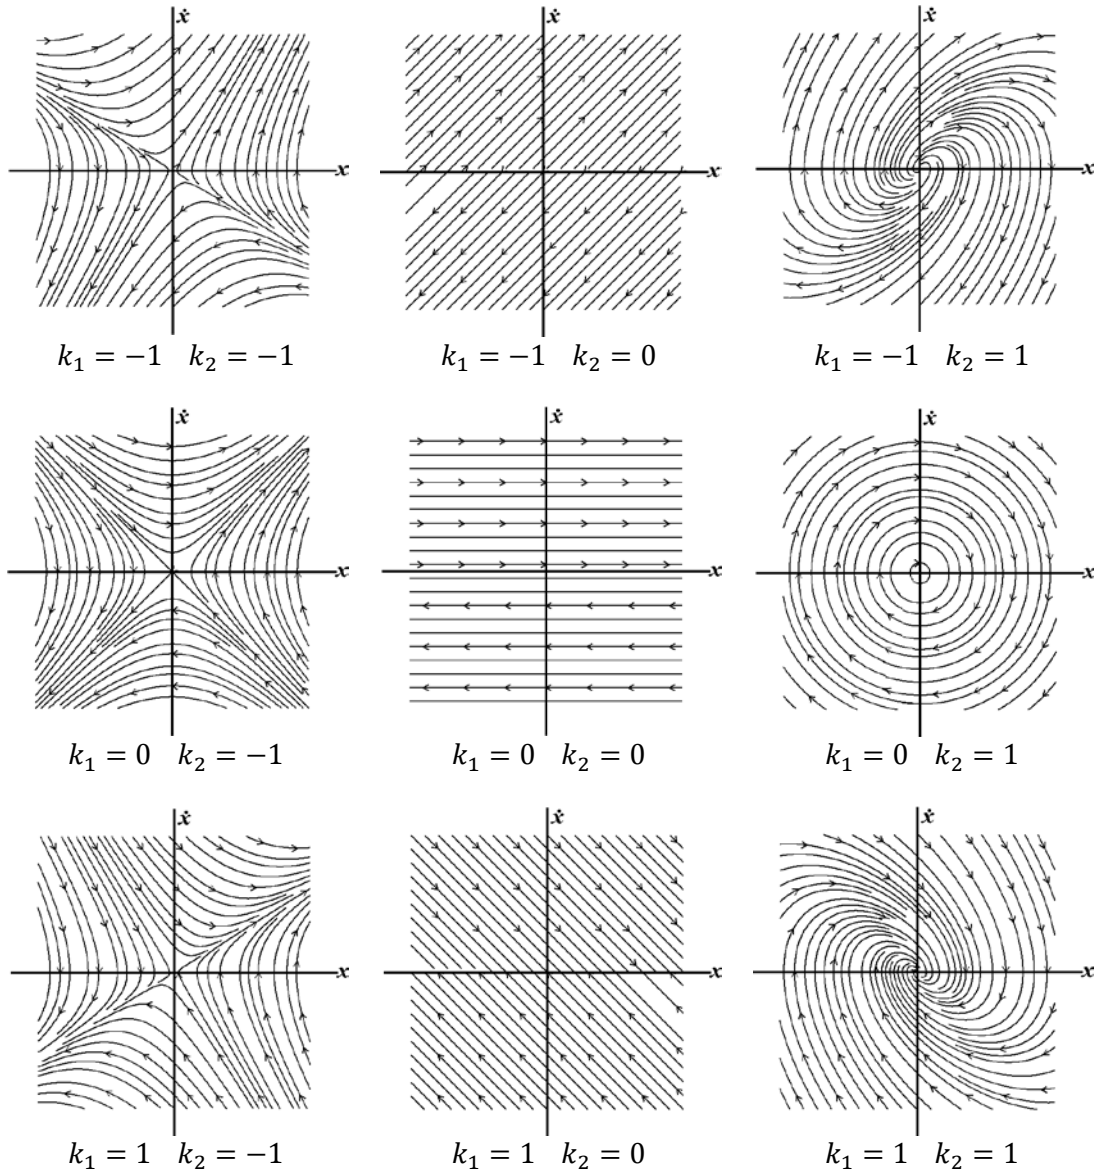 ẋ ẋ ẋ
x x x
k₁ = −1 k₂ = −1 k₁ = −1 k₂ = 0 k₁ = −1 k₂ = 1
ẋ ẋ ẋ
x x x
k₁ = 0 k₂ = −1 k₁ = 0 k₂ = 0 k₁ = 0 k₂ = 1
ẋ ẋ ẋ
x x x
k₁ = 1 k₂ = −1 k₁ = 1 k₂ = 0 k₁ = 1 k₂ = 1